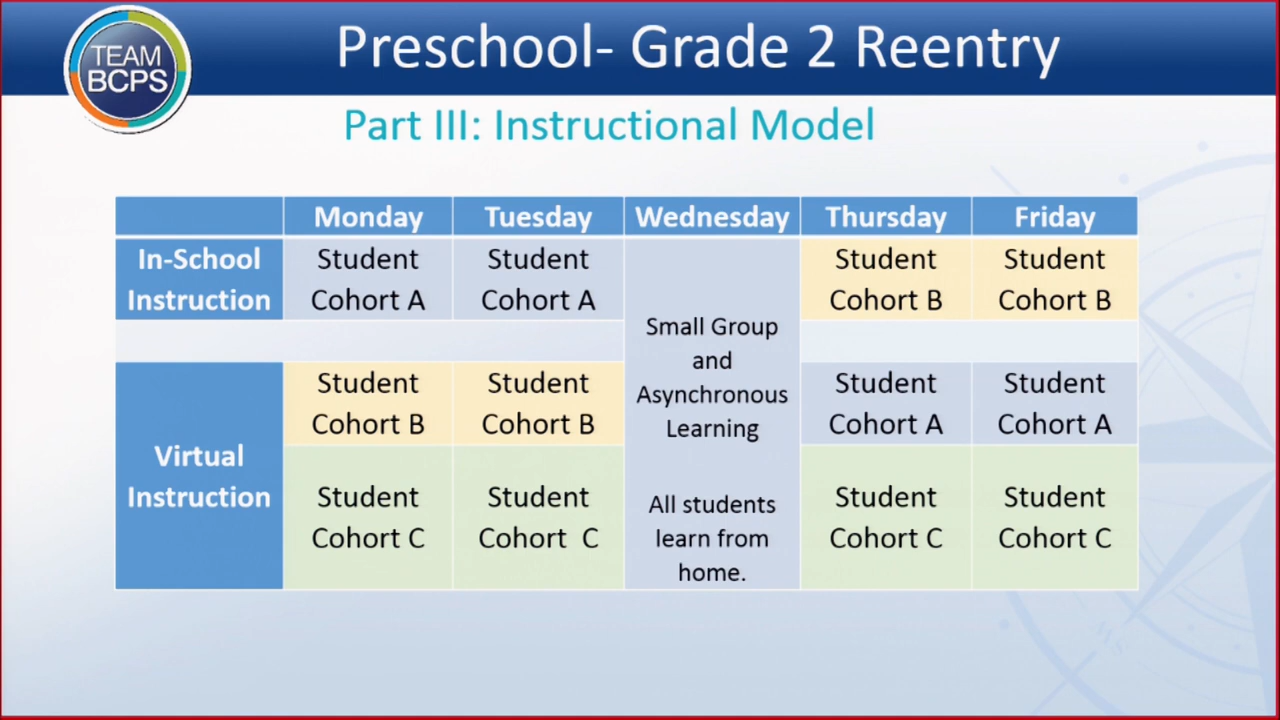 TEAM
BCPS
Preschool- Grade 2 Reentry
Part III: Instructional Model
Monday Tuesday Wednesday Thursday Friday
In-School
Instruction
Student
Cohort A
Student
Cohort A
Student
Cohort B
Student
Cohort B
Small Group
and
Asynchronous
Learning
All students
learn from
home.
Virtual
Instruction
Student
Cohort B
Student
Cohort B
Student
Cohort A
Student
Cohort A
Student
Cohort C
Student
Cohort C
Student
Cohort C
Student
Cohort C